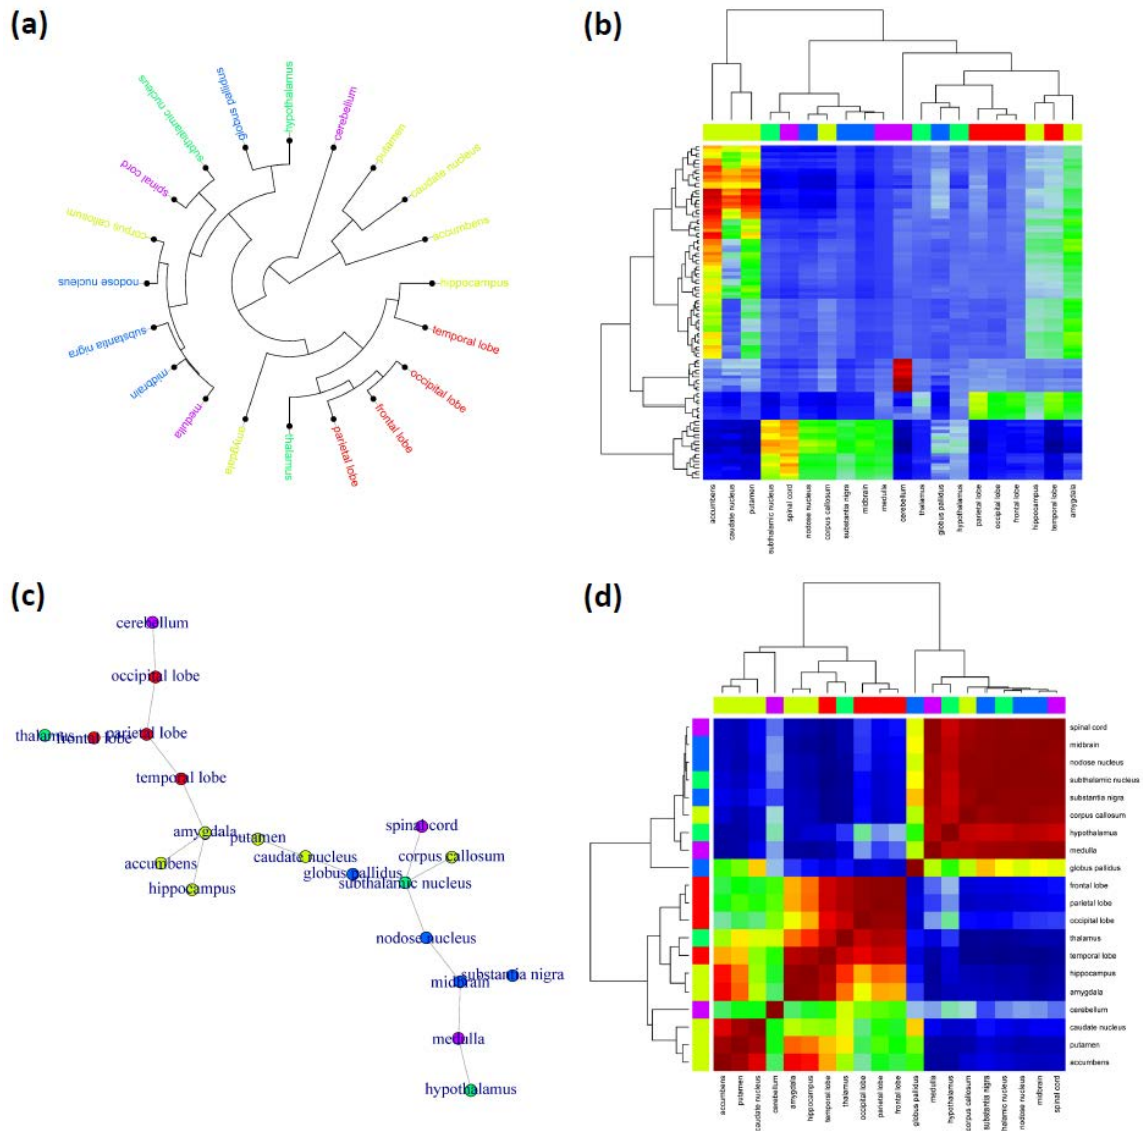 (a)
hypothalamus
globus pallidus
cerebellum
subthalamic nucleus
putamen
spinal cord
caudate nucleus
corpus callosum
accumbens
nodose nucleus
hippocampus
substantia nigra
temporal lobe
midbrain
occipital lobe
medulla
frontal lobe
amygdala
thalamus
parietal lobe
(b)
accumbens
caudate nucleus
putamen
subthalamic nucleus
spinal cord
nodose nucleus
corpus callosum
substantia nigra
midbrain
medulla
cerebellum
thalamus
globus pallidus
hypothalamus
parietal lobe
occipital lobe
frontal lobe
hippocampus
temporal lobe
amygdala
(c)
cerebellum
occipital lobe
thalamus
frontal lobe
parietal lobe
temporal lobe
amygdala
putamen
spinal cord
accumbens
caudate nucleus
corpus callosum
hippocampus
globus pallidus
subthalamic nucleus
nodose nucleus
midbrain
substantia nigra
medulla
hypothalamus
(d)
spinal cord
midbrain
nodose nucleus
subthalamic nucleus
substantia nigra
corpus callosum
hypothalamus
medulla
globus pallidus
frontal lobe
parietal lobe
occipital lobe
thalamus
temporal lobe
hippocampus
amygdala
cerebellum
caudate nucleus
putamen
accumbens
accumbens
putamen
caudate nucleus
cerebellum
amygdala
hippocampus
temporal lobe
thalamus
occipital lobe
parietal lobe
frontal lobe
globus pallidus
medulla
hypothalamus
corpus callosum
substantia nigra
thalamic nucleus
nodose nucleus
midbrain
spinal cord